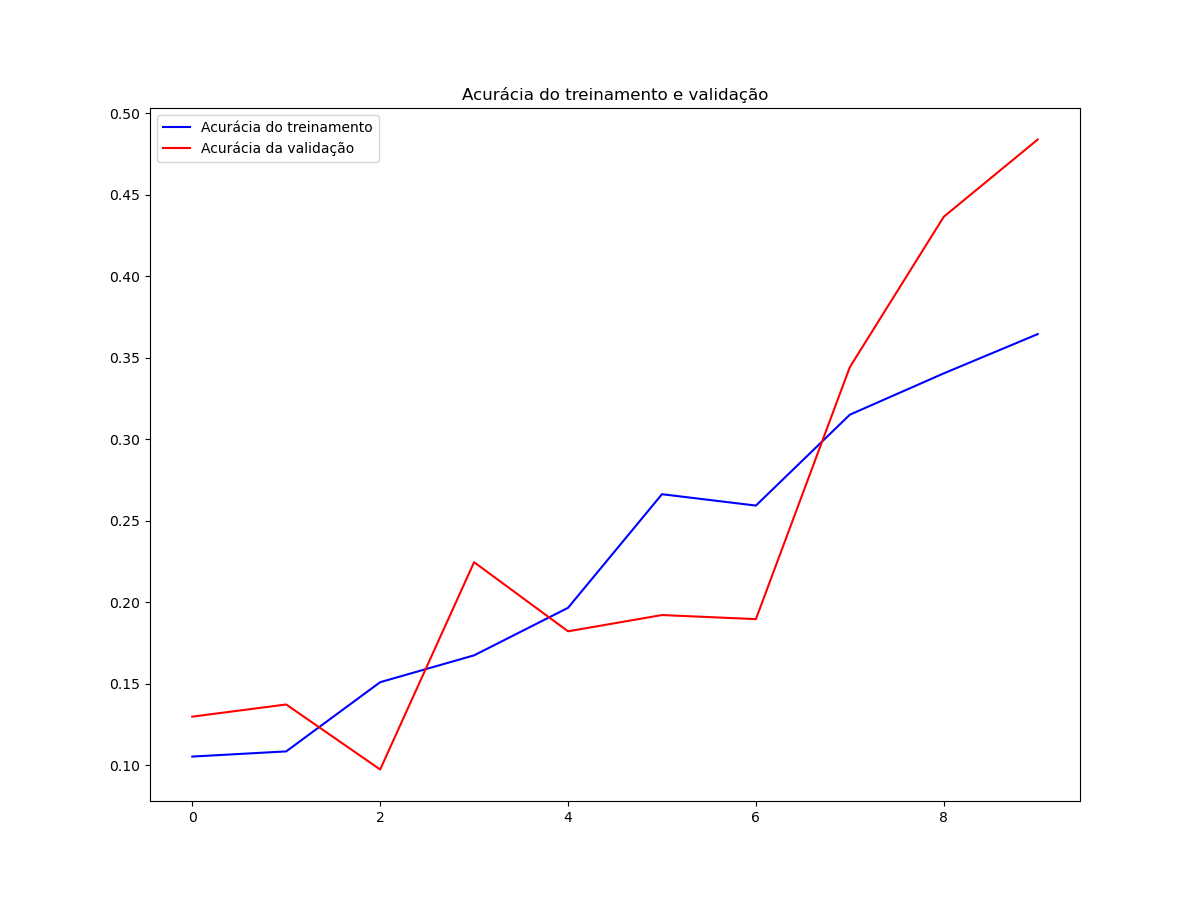 Acurácia do treinamento e validação
Acurácia do treinamento
Acurácia da validação
0.50
0.45
0.40
0.35
0.30
0.25
0.20
0.15
0.10
0 2 4 6 8